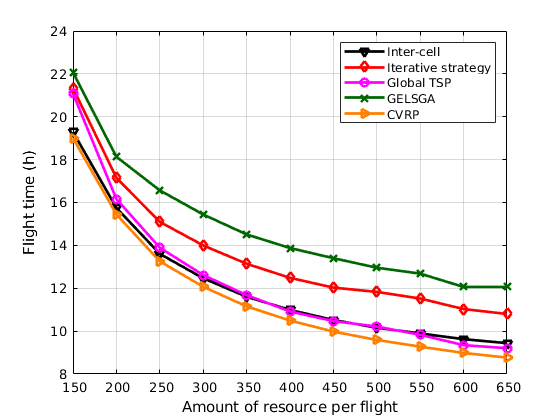 24
22
20
18
16
14
12
10
8
Flight time (h)
Inter-cell
Iterative strategy
Global TSP
GELSGA
CVRP
150 200 250 300 350 400 450 500 550 600 650
Amount of resource per flight